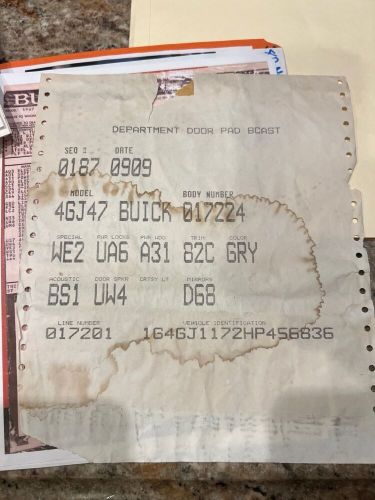 DEPARTMENT DOOR PAD BCAST
SEQ # DATE
0187 0909
MODEL BODY NUMBER
4GJ47 BUICK 017224
SPECIAL PWR LOCKS PWR WDO TRIM COLOR
WE2 UA6 A31 82C GRY
ACOUSTIC DOOR SPKR CRTSY LT MIRRORS
BS1 UW4 D68
LINE NUMBER VEHICLE IDENTIFICATION
017201 1G4GJ1172HP456836